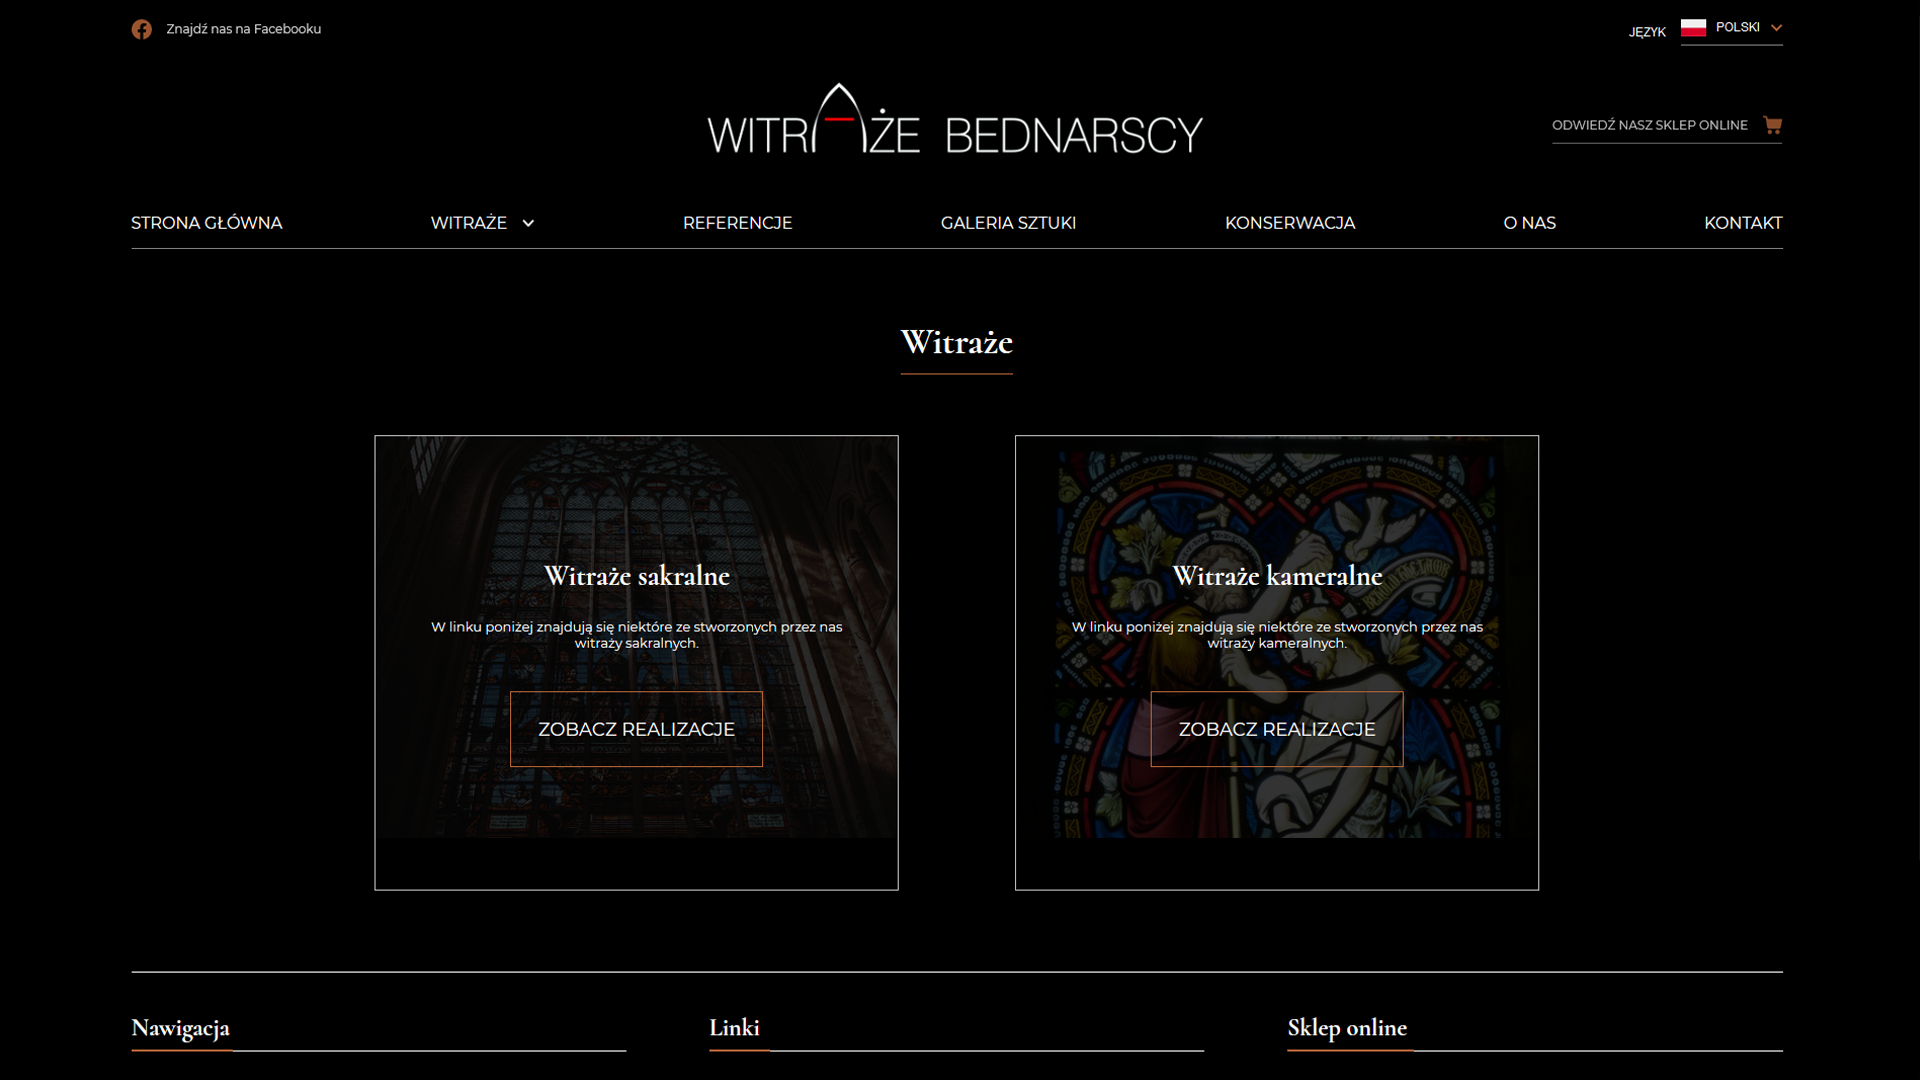 Znajdź nas na Facebooku
JĘZYK
POLSKI
WITRAŻE BEDNARSCY
ODWIEDŹ NASZ SKLEP ONLINE
STRONA GŁÓWNA
WITRAŻE
REFERENCJE
GALERIA SZTUKI
KONSERWACJA
O NAS
KONTAKT
Witraże
Witraże sakralne
W linku poniżej znajdują się niektóre ze stworzonych przez nas
witraży sakralnych.
ZOBACZ REALIZACJE
Witraże kameralne
W linku poniżej znajdują się niektóre ze stworzonych przez nas
witraży kameralnych.
ZOBACZ REALIZACJE
Nawigacja
Linki
Sklep online